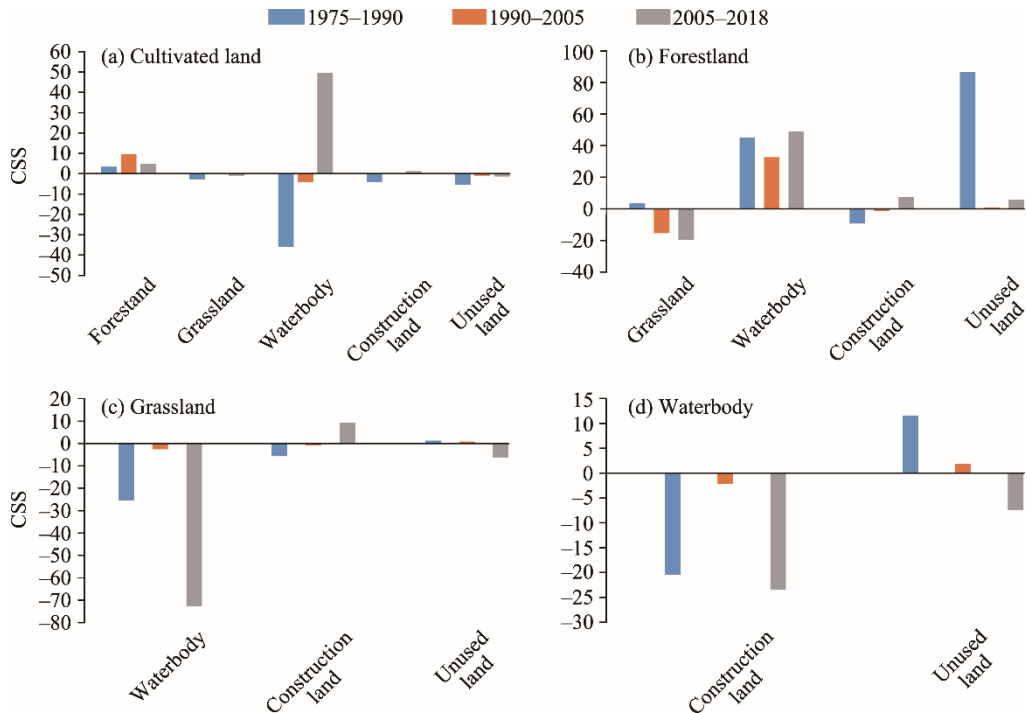 1975–1990 1990–2005 2005–2018
(a) Cultivated land
CSS
60
50
40
30
20
10
0
–10
–20
–30
–40
–50
Forestand
Grassland
Waterbody
Construction
land
Unused
land
(b) Forestland
100
80
60
40
20
0
–20
–40
Grassland
Waterbody
Construction
land
Unused
land
(c) Grassland
CSS
20
10
0
–10
–20
–30
–40
–50
–60
–70
–80
Waterbody
Construction
land
Unused
land
(d) Waterbody
15
10
5
0
–5
–10
–15
–20
–25
–30
Construction
land
Unused
land